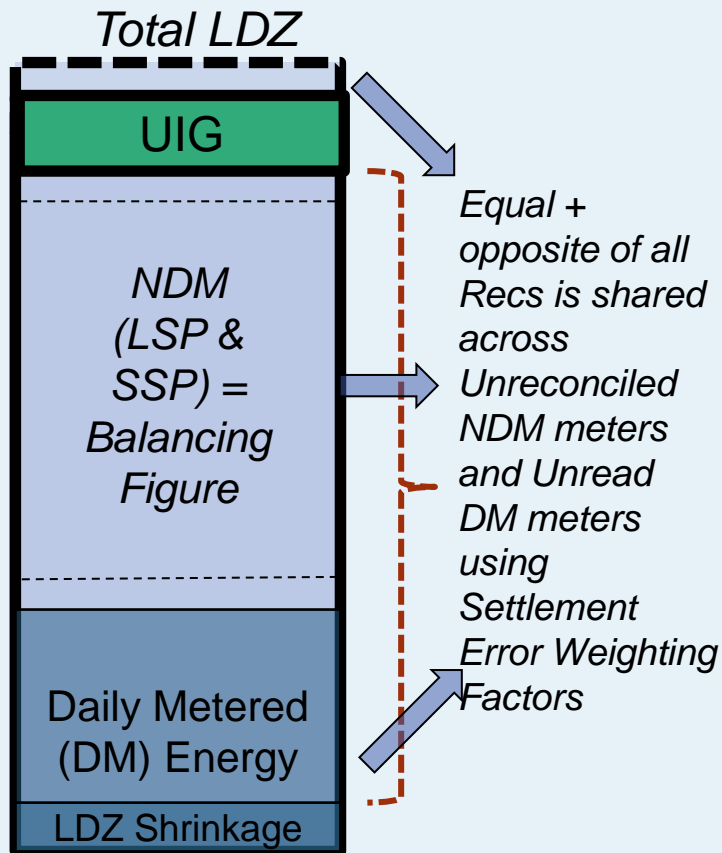 Total LDZ
UIG
NDM
(LSP &
SSP) =
Balancing
Figure
Daily Metered
(DM) Energy
LDZ Shrinkage
Equal +
opposite of all
Recs is shared
across
Unreconciled
NDM meters
and Unread
DM meters
using
Settlement
Error Weighting
Factors